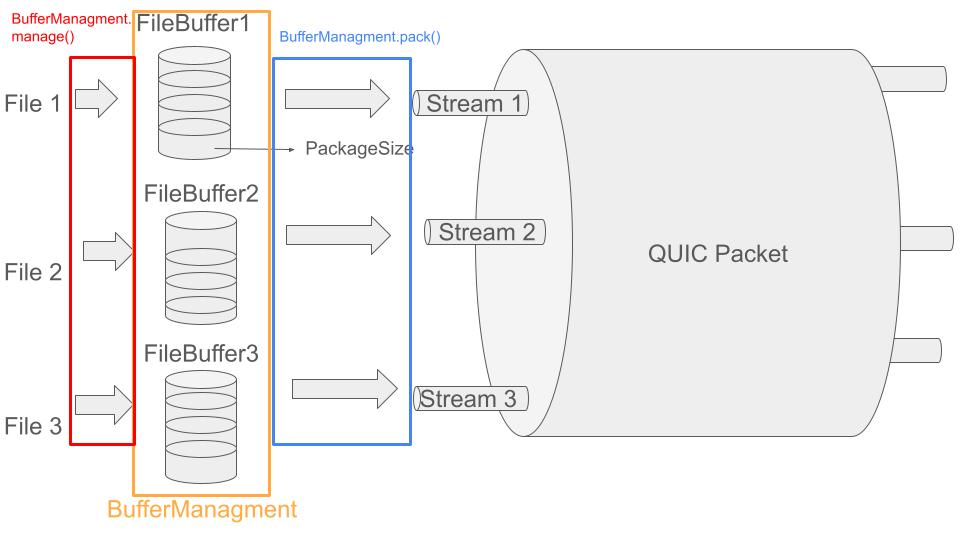 BufferManagment.
manage()
FileBuffer1
BufferManagment.pack()
File 1
Stream 1
PackageSize
FileBuffer2
Stream 2
QUIC Packet
File 2
FileBuffer3
Stream 3
File 3
BufferManagment